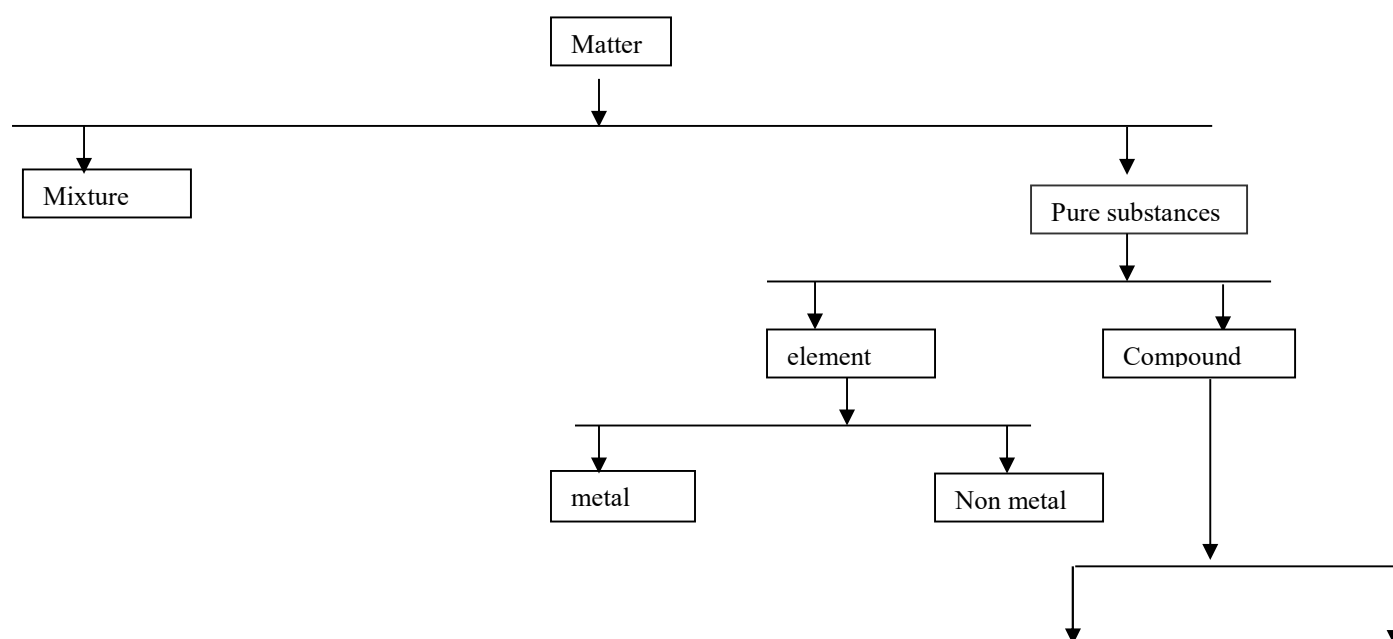 Matter
Mixture
Pure substances
element
Compound
metal
Non metal